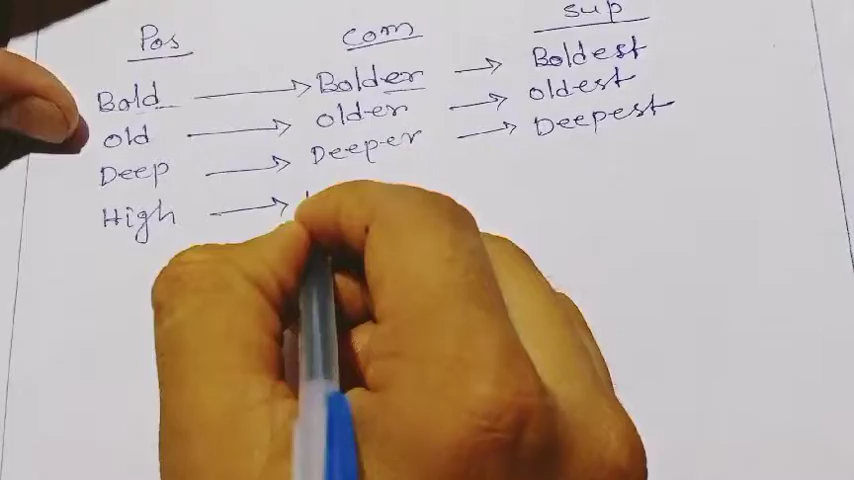 Pos com sup
Bold → Bolder → Boldest
old → older → oldest
Deep → Deeper → Deepest
High →